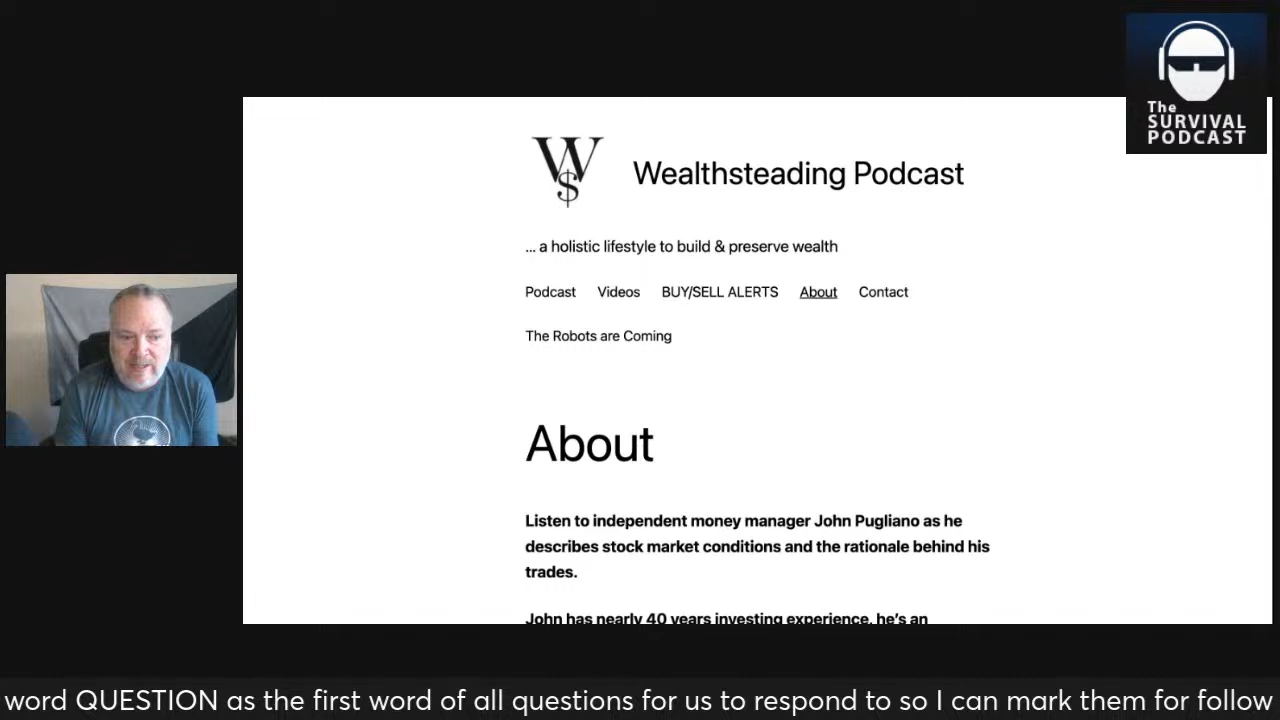 The
SURVIVAL
PODCAST
W$
Wealthsteading Podcast
... a holistic lifestyle to build & preserve wealth
Podcast Videos BUY/SELL ALERTS About Contact
The Robots are Coming
About
Listen to independent money manager John Pugliano as he
describes stock market conditions and the rationale behind his
trades.
John has nearly 40 years investing experience, he's an
word QUESTION as the first word of all questions for us to respond to so I can mark them for follow